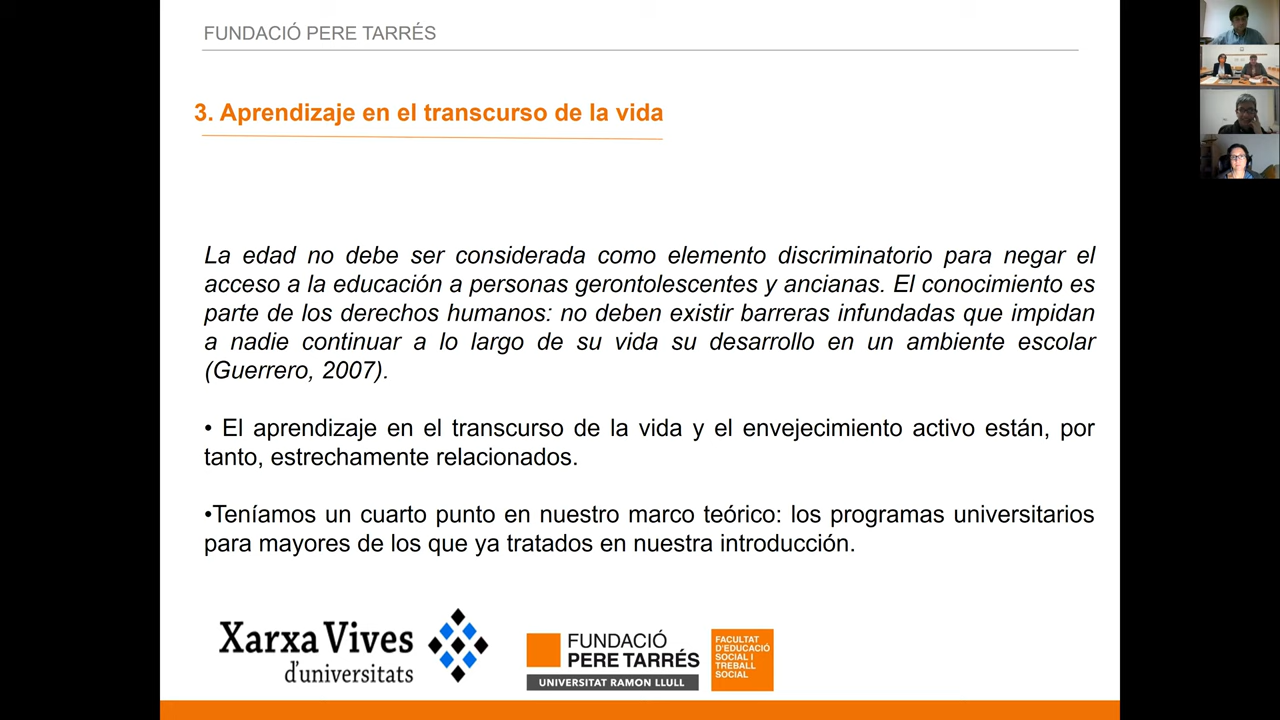 FUNDACIÓ PERE TARRÉS
3. Aprendizaje en el transcurso de la vida
La edad no debe ser considerada como elemento discriminatorio para negar el
acceso a la educación a personas gerontolescentes y ancianas. El conocimiento es
parte de los derechos humanos: no deben existir barreras infundadas que impidan
a nadie continuar a lo largo de su vida su desarrollo en un ambiente escolar
(Guerrero, 2007).
• El aprendizaje en el transcurso de la vida y el envejecimiento activo están, por
tanto, estrechamente relacionados.
•Teníamos un cuarto punto en nuestro marco teórico: los programas universitarios
para mayores de los que ya tratados en nuestra introducción.
Xarxa Vives
d'universitats
FUNDACIÓ
PERE TARRÉS
UNIVERSITAT RAMON LLULL
FACULTAT
D'EDUCACIÓ
SOCIAL I
TREBALL
SOCIAL